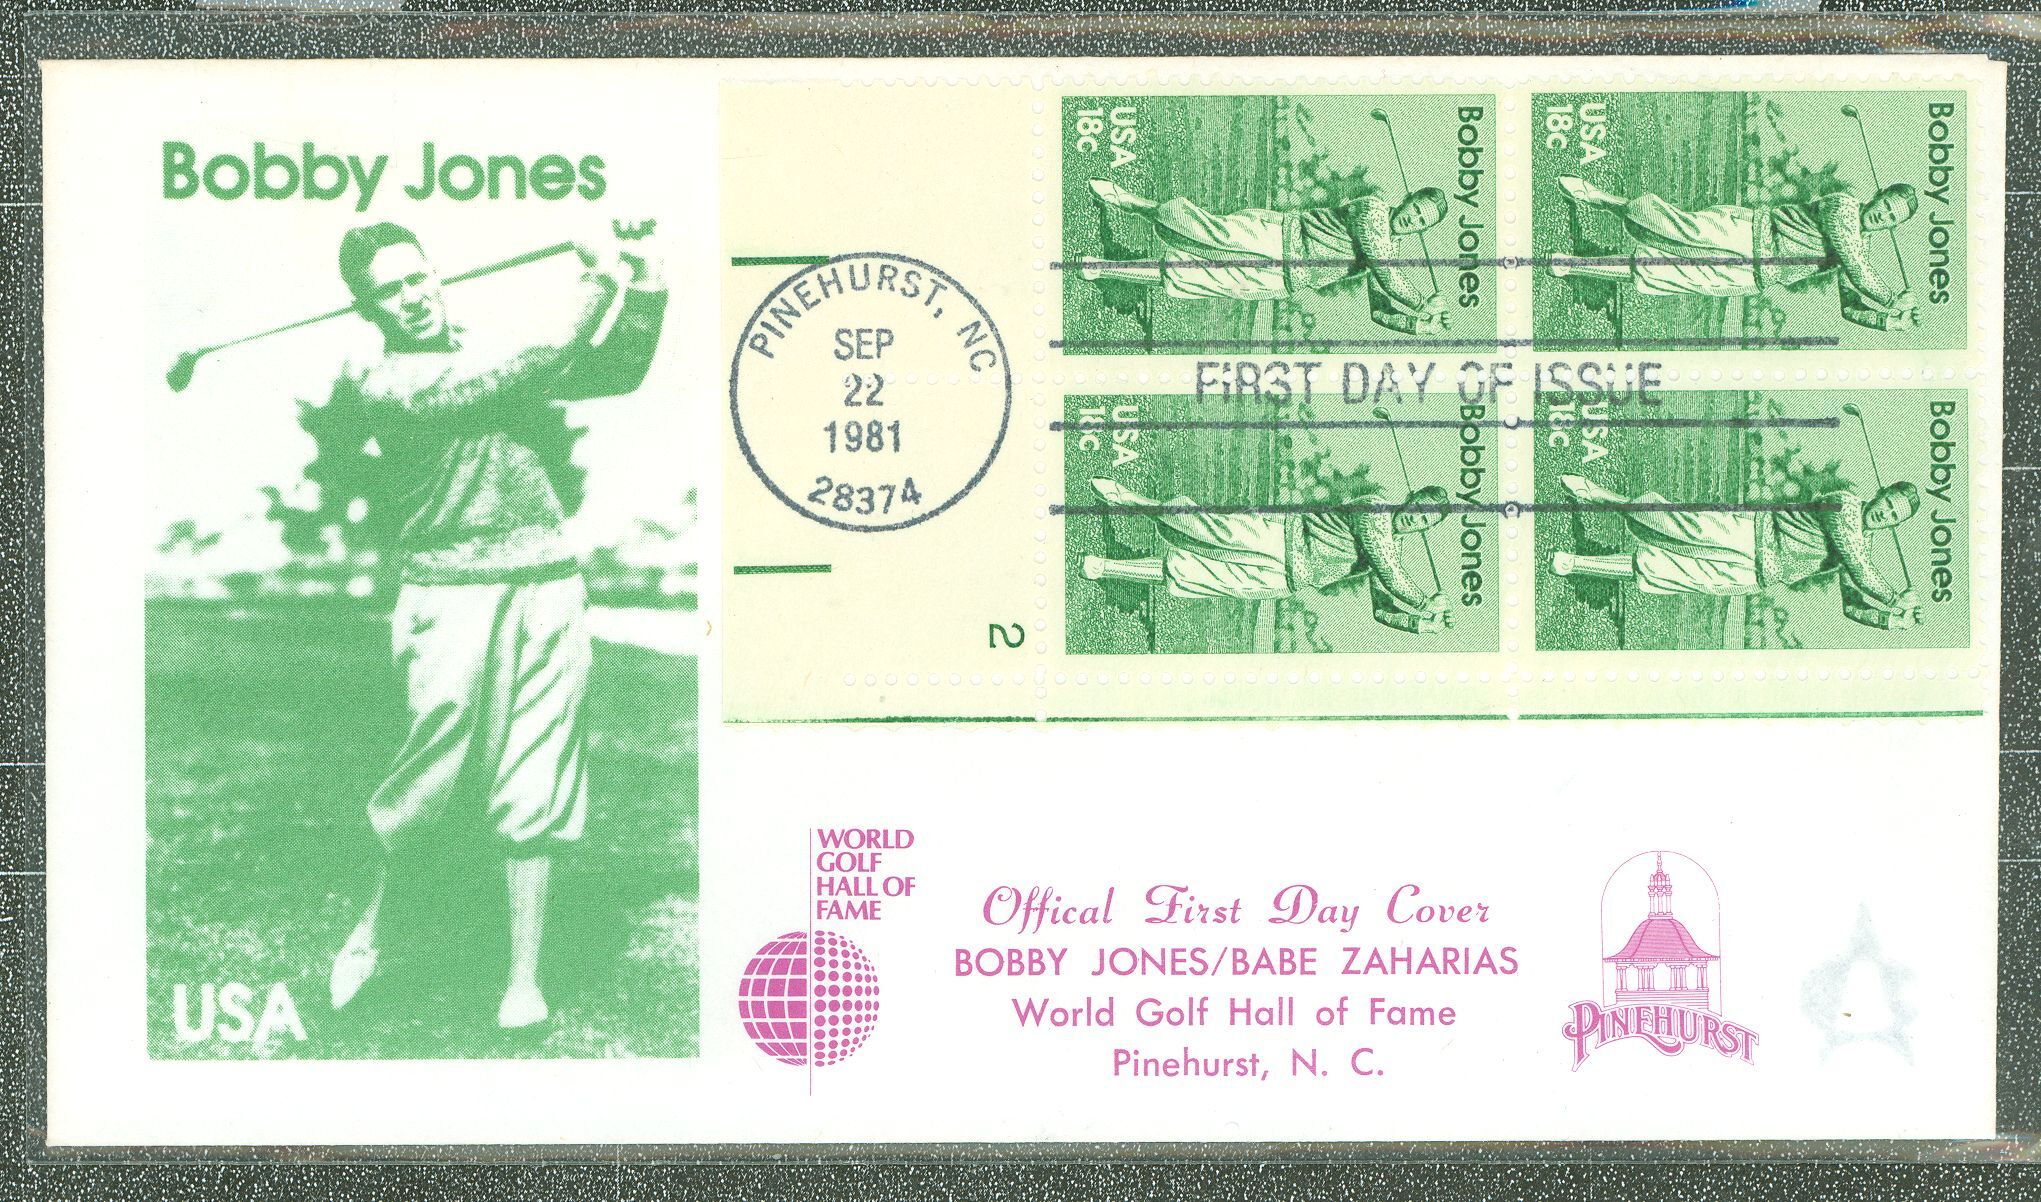 Bobby Jones
USA
PINEHURST, NC
SEP
22
1981
28374
FIRST DAY OF ISSUE
Bobby Jones
USA
18c
Bobby Jones
USA
18c
Bobby Jones
USA
18c
Bobby Jones
USA
18c
2
WORLD
GOLF
HALL OF
FAME
Offical First Day Cover
BOBBY JONES/BABE ZAHARIAS
World Golf Hall of Fame
Pinehurst, N. C.
PINEHURST